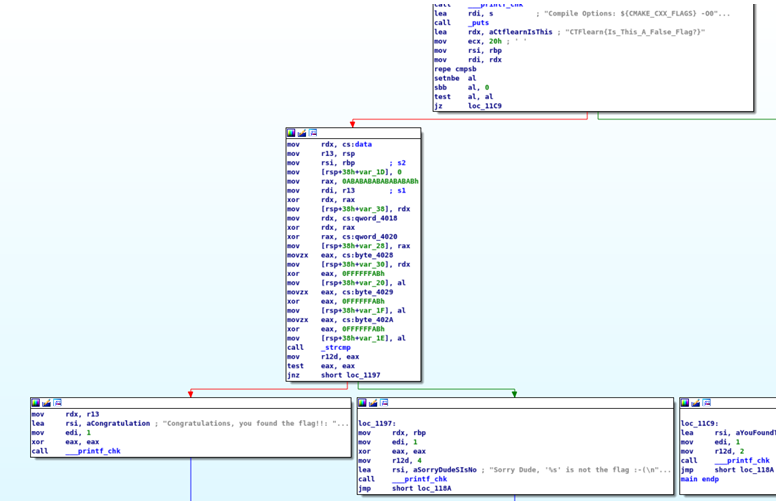 call ___printf_chk
lea rdi, s ; "Compile Options: ${CMAKE_CXX_FLAGS} -O0"...
call _puts
lea rdx, aCtflearnIsThis ; "CTFlearn{Is_This_A_False_Flag?}"
mov ecx, 20h ; ' '
mov rsi, rbp
mov rdi, rdx
repe cmpsb
setnbe al
sbb al, 0
test al, al
jz loc_11C9
mov rdx, cs:data
mov r13, rsp
mov rsi, rbp ; s2
mov [rsp+38h+var_1D], 0
mov rax, 0ABABABABABABABABh
mov rdi, r13 ; s1
xor rdx, rax
mov [rsp+38h+var_38], rdx
mov rdx, cs:qword_4018
xor rdx, rax
xor rax, cs:qword_4020
mov [rsp+38h+var_28], rax
movzx eax, cs:byte_4028
mov [rsp+38h+var_30], rdx
xor eax, 0FFFFFFABh
mov [rsp+38h+var_20], al
movzx eax, cs:byte_4029
xor eax, 0FFFFFFABh
mov [rsp+38h+var_1F], al
movzx eax, cs:byte_402A
xor eax, 0FFFFFFABh
mov [rsp+38h+var_1E], al
call _strcmp
mov r12d, eax
test eax, eax
jnz short loc_1197
mov rdx, r13
lea rsi, aCongratulation ; "Congratulations, you found the flag!!: "...
mov edi, 1
xor eax, eax
call ___printf_chk
loc_1197:
mov rdx, rbp
mov edi, 1
xor eax, eax
mov r12d, 4
lea rsi, aSorryDudeSIsNo ; "Sorry Dude, '%s' is not the flag :-(\n"...
call ___printf_chk
jmp short loc_118A
loc_11C9:
lea rsi, aYouFoundT
mov edi, 1
mov r12d, 2
call ___printf_chk
jmp short loc_118A
main endp